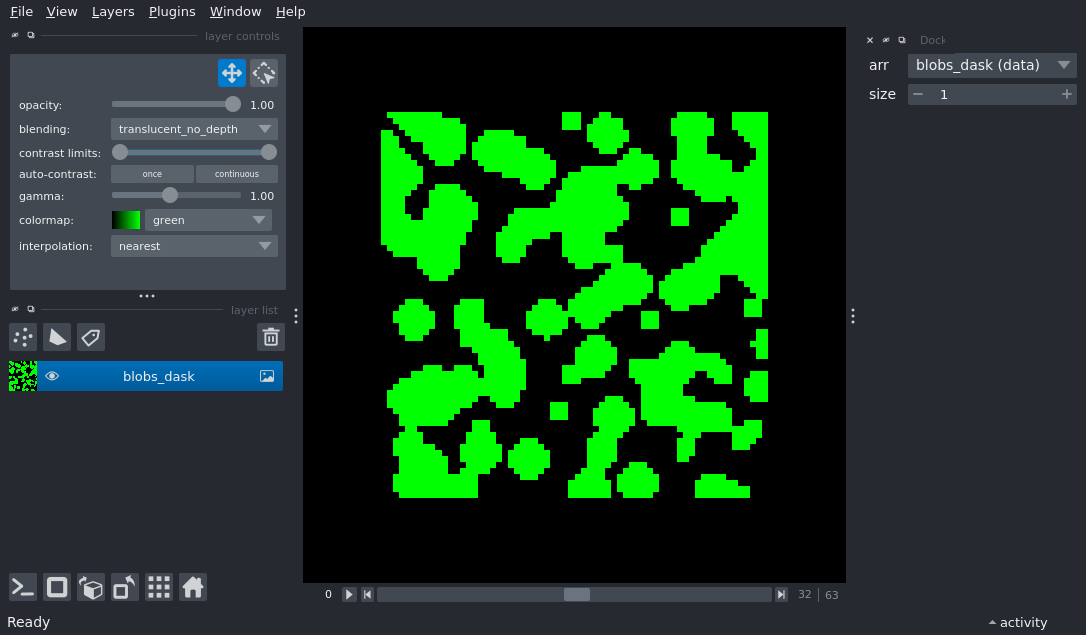 File View Layers Plugins Window Help
layer controls
opacity: 1.00
blending: translucent_no_depth
contrast limits:
auto-contrast: once continuous
gamma: 1.00
colormap: green
interpolation: nearest
layer list
blobs_dask
0 32 63
Dock
arr blobs_dask (data)
size 1
Ready
activity